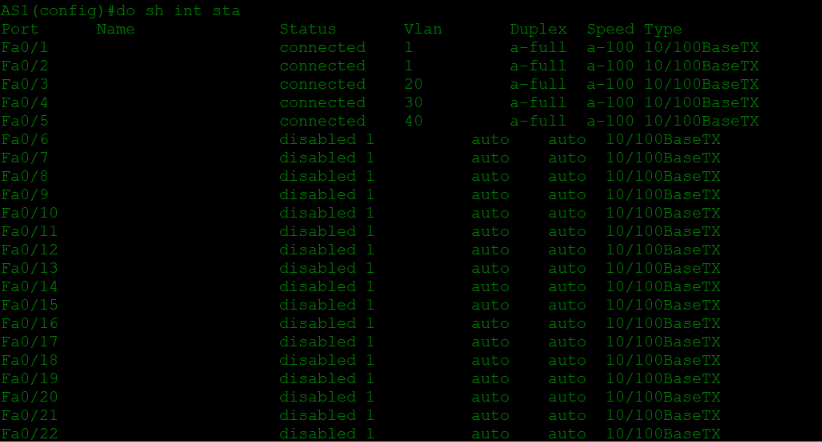 AS1(config)#do sh int sta
Port Name Status Vlan Duplex Speed Type
Fa0/1 connected 1 a-full a-100 10/100BaseTX
Fa0/2 connected 1 a-full a-100 10/100BaseTX
Fa0/3 connected 20 a-full a-100 10/100BaseTX
Fa0/4 connected 30 a-full a-100 10/100BaseTX
Fa0/5 connected 40 a-full a-100 10/100BaseTX
Fa0/6 disabled 1 auto auto 10/100BaseTX
Fa0/7 disabled 1 auto auto 10/100BaseTX
Fa0/8 disabled 1 auto auto 10/100BaseTX
Fa0/9 disabled 1 auto auto 10/100BaseTX
Fa0/10 disabled 1 auto auto 10/100BaseTX
Fa0/11 disabled 1 auto auto 10/100BaseTX
Fa0/12 disabled 1 auto auto 10/100BaseTX
Fa0/13 disabled 1 auto auto 10/100BaseTX
Fa0/14 disabled 1 auto auto 10/100BaseTX
Fa0/15 disabled 1 auto auto 10/100BaseTX
Fa0/16 disabled 1 auto auto 10/100BaseTX
Fa0/17 disabled 1 auto auto 10/100BaseTX
Fa0/18 disabled 1 auto auto 10/100BaseTX
Fa0/19 disabled 1 auto auto 10/100BaseTX
Fa0/20 disabled 1 auto auto 10/100BaseTX
Fa0/21 disabled 1 auto auto 10/100BaseTX
Fa0/22 disabled 1 auto auto 10/100BaseTX